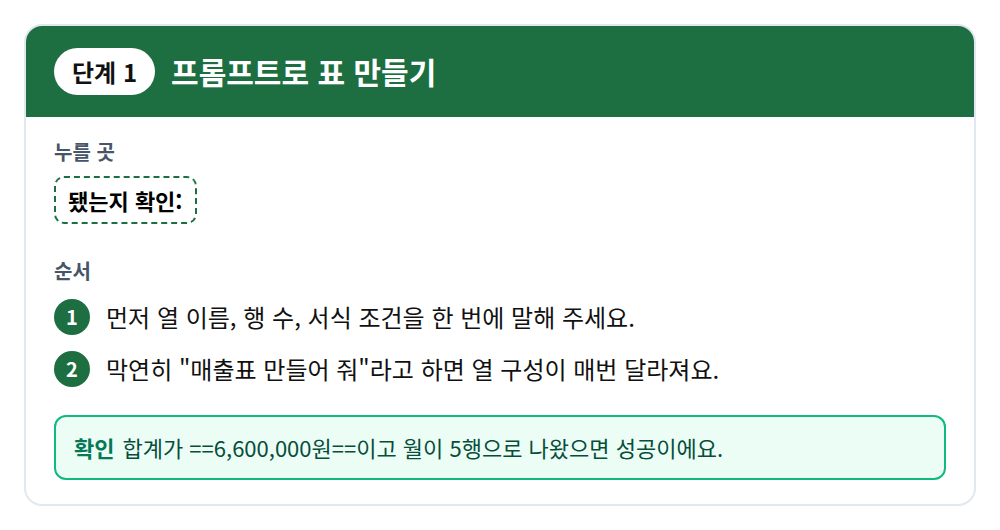 단계 1 프롬프트로 표 만들기
누를 곳
됐는지 확인:
순서
1 먼저 열 이름, 행 수, 서식 조건을 한 번에 말해 주세요.
2 막연히 "매출표 만들어 줘"라고 하면 열 구성이 매번 달라져요.
확인 합계가 ==6,600,000원==이고 월이 5행으로 나왔으면 성공이에요.